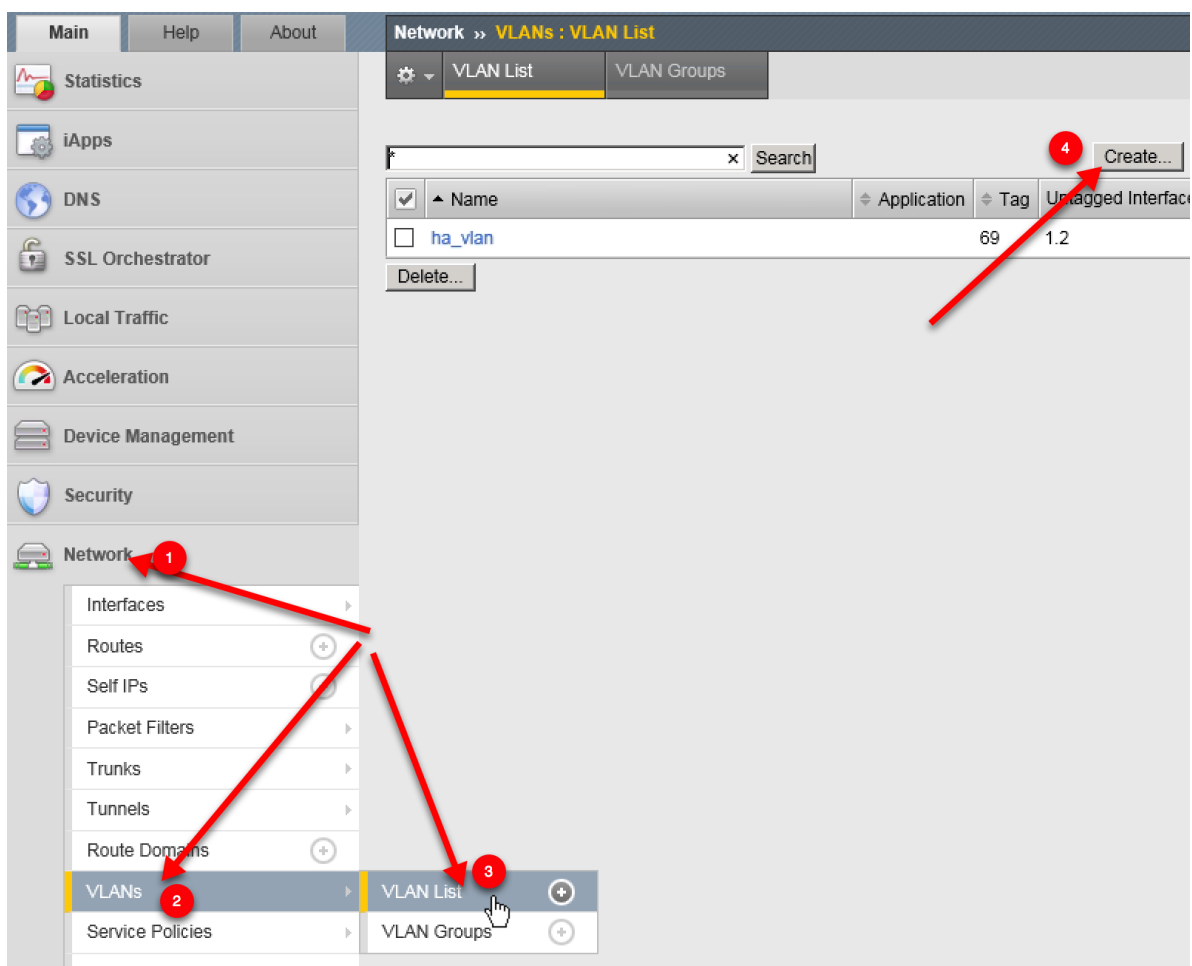 Main Help About
Network ›› VLANs : VLAN List
VLAN List VLAN Groups
Statistics
iApps
DNS
SSL Orchestrator
Local Traffic
Acceleration
Device Management
Security
Network 1
Interfaces
Routes
Self IPs
Packet Filters
Trunks
Tunnels
Route Domains
VLANs 2
Service Policies
VLAN List 3
VLAN Groups
* × Search 4 Create...
Name Application Tag Untagged Interface
ha_vlan 69 1.2
Delete...